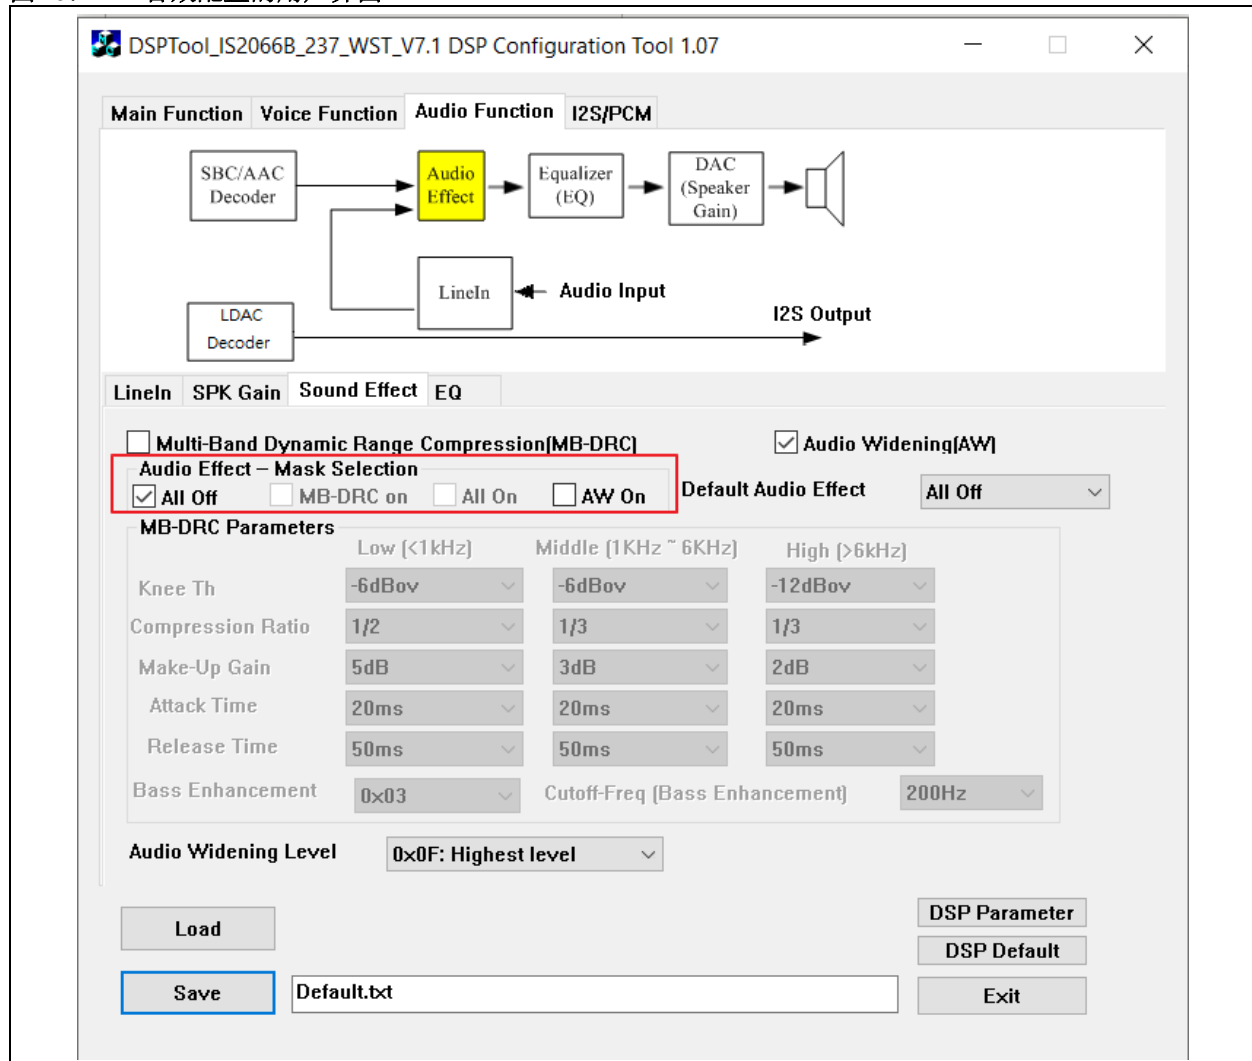 DSPTool_IS2066B_237_WST_V7.1 DSP Configuration Tool 1.07
Main Function Voice Function Audio Function I2S/PCM
SBC/AAC
Decoder
Audio
Effect
Equalizer
(EQ)
DAC
(Speaker
Gain)
LineIn
Audio Input
LDAC
Decoder
I2S Output
LineIn SPK Gain Sound Effect EQ
Multi-Band Dynamic Range Compression(MB-DRC) Audio Widening(AW)
Audio Effect – Mask Selection
All Off MB-DRC on All On AW On Default Audio Effect All Off
MB-DRC Parameters
Low (<1kHz) Middle (1KHz ~ 6KHz) High (>6kHz)
Knee Th -6dBov -6dBov -12dBov
Compression Ratio 1/2 1/3 1/3
Make-Up Gain 5dB 3dB 2dB
Attack Time 20ms 20ms 20ms
Release Time 50ms 50ms 50ms
Bass Enhancement 0x03 Cutoff-Freq (Bass Enhancement) 200Hz
Audio Widening Level 0x0F: Highest level
Load
DSP Parameter
DSP Default
Save Default.txt Exit